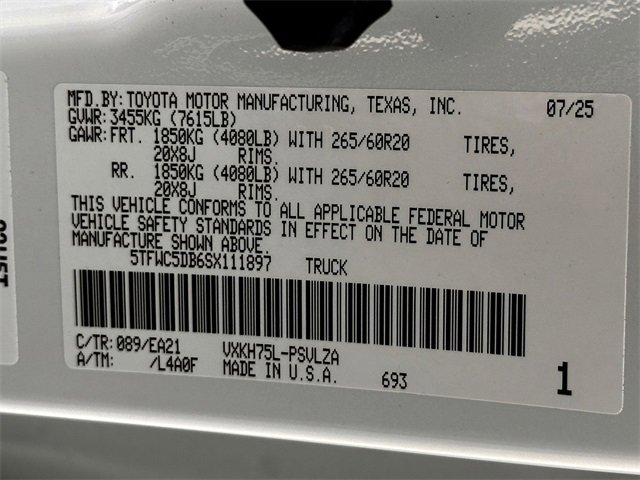 MFD.BY: TOYOTA MOTOR MANUFACTURING, TEXAS, INC. 07/25
GVWR: 3455KG (7615LB)
GAWR: FRT. 1850KG (4080LB) WITH 265/60R20 TIRES,
20X8J RIMS.
RR. 1850KG (4080LB) WITH 265/60R20 TIRES,
20X8J RIMS.
THIS VEHICLE CONFORMS TO ALL APPLICABLE FEDERAL MOTOR
VEHICLE SAFETY STANDARDS IN EFFECT ON THE DATE OF
MANUFACTURE SHOWN ABOVE.
5TFWC5DB6SX111897 TRUCK
C/TR: 089/EA21 VXKH75L-PSVLZA
A/TM: /L4A0F MADE IN U.S.A. 693 1